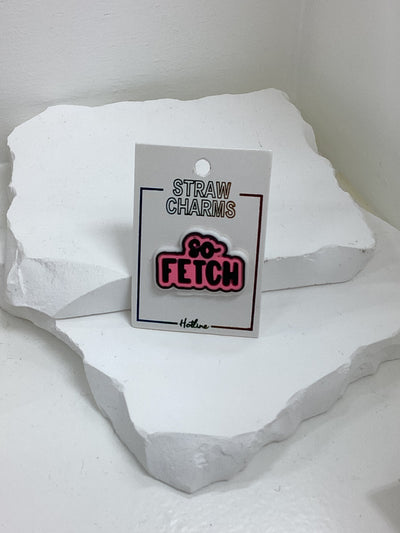 STRAW
CHARMS
so
FETCH
Hotline